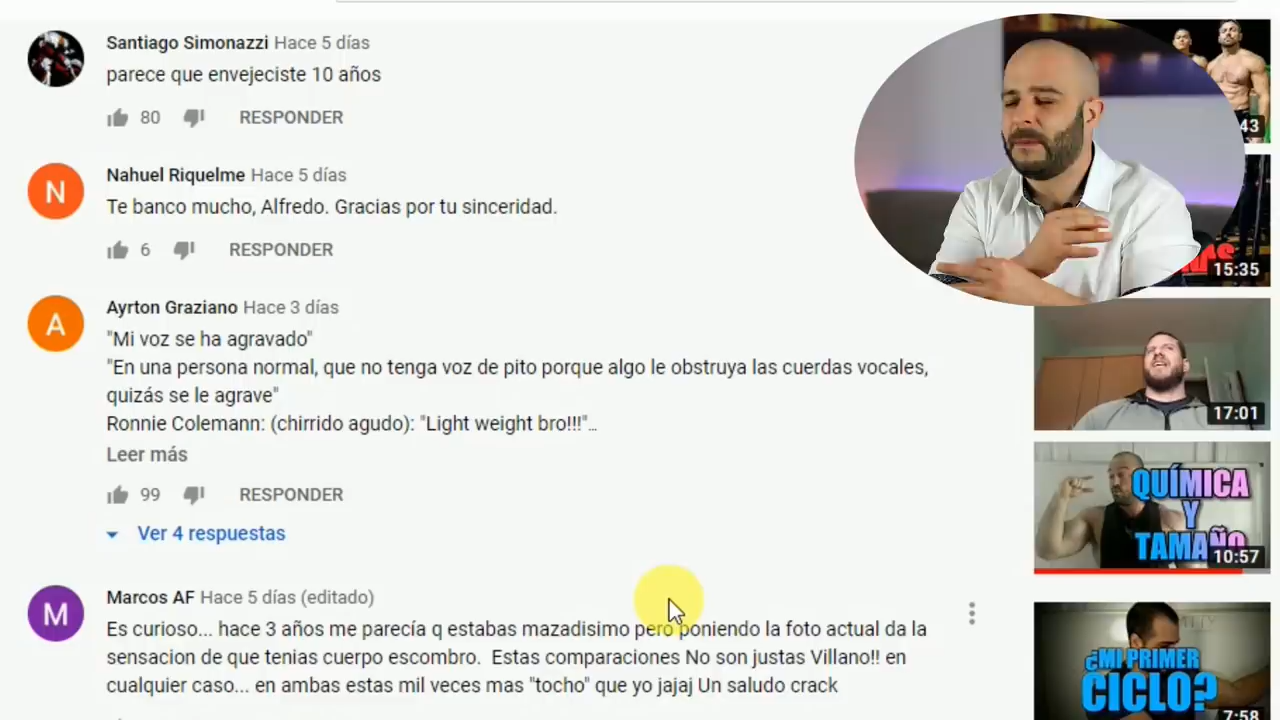 Santiago Simonazzi Hace 5 días
parece que envejeciste 10 años
80 RESPONDER
N
Nahuel Riquelme Hace 5 días
Te banco mucho, Alfredo. Gracias por tu sinceridad.
6 RESPONDER
A
Ayrton Graziano Hace 3 días
"Mi voz se ha agravado"
"En una persona normal, que no tenga voz de pito porque algo le obstruya las cuerdas vocales,
quizás se le agrave"
Ronnie Colemann: (chirrido agudo): "Light weight bro!!!"…
Leer más
99 RESPONDER
Ver 4 respuestas
M
Marcos AF Hace 5 días (editado)
Es curioso... hace 3 años me parecía q estabas mazadisimo pero poniendo la foto actual da la
sensacion de que tenias cuerpo escombro. Estas comparaciones No son justas Villano!! en
cualquier caso... en ambas estas mil veces mas "tocho" que yo jajaj Un saludo crack
43
15:35
17:01
QUÍMICA
Y
TAMAÑO
10:57
¿MI PRIMER
CICLO?
7:58